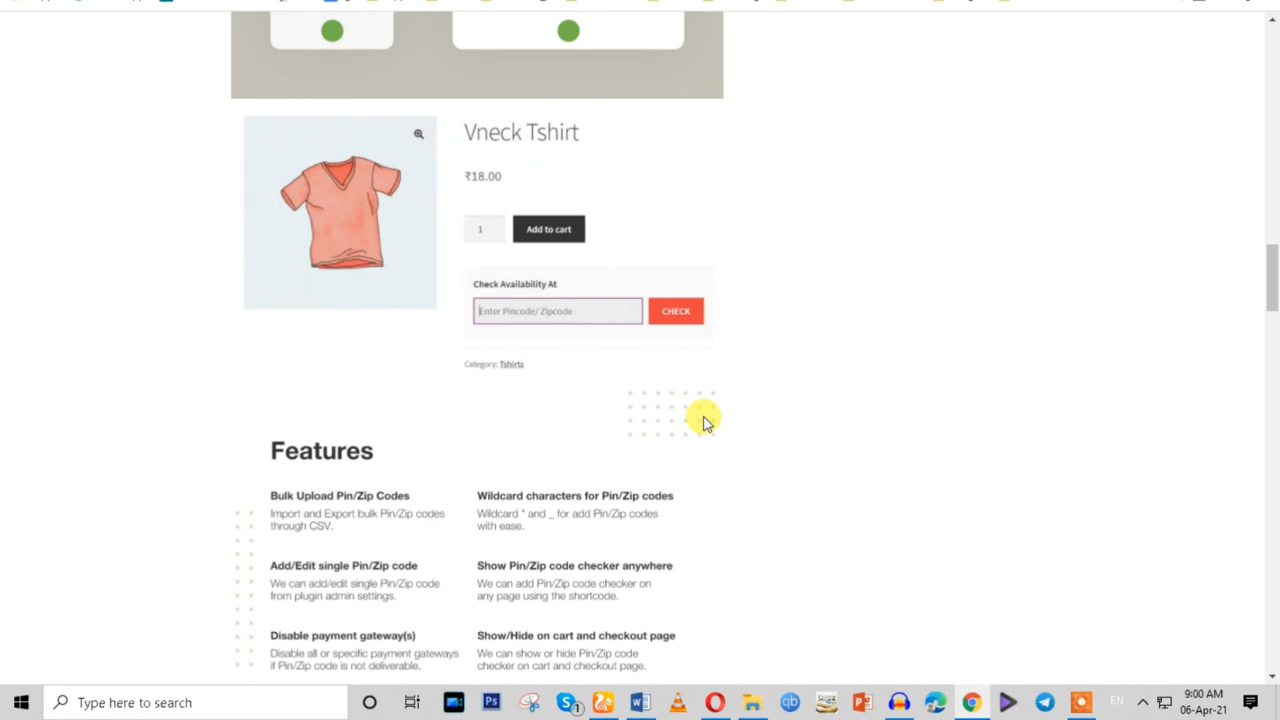 Vneck Tshirt
₹18.00
1
Add to cart
Check Availability At
Enter Pincode/ Zipcode
CHECK
Category: Tshirts
Features
Bulk Upload Pin/Zip Codes
Import and Export bulk Pin/Zip codes
through CSV.
Wildcard characters for Pin/Zip codes
Wildcard * and _ for add Pin/Zip codes
with ease.
Add/Edit single Pin/Zip code
We can add/edit single Pin/Zip code
from plugin admin settings.
Show Pin/Zip code checker anywhere
We can add Pin/Zip code checker on
any page using the shortcode.
Disable payment gateway(s)
Disable all or specific payment gateways
if Pin/Zip code is not deliverable.
Show/Hide on cart and checkout page
We can show or hide Pin/Zip code
checker on cart and checkout page.
Type here to search
Ps
S
1
W
qb
P
EN
9:00 AM
06-Apr-21